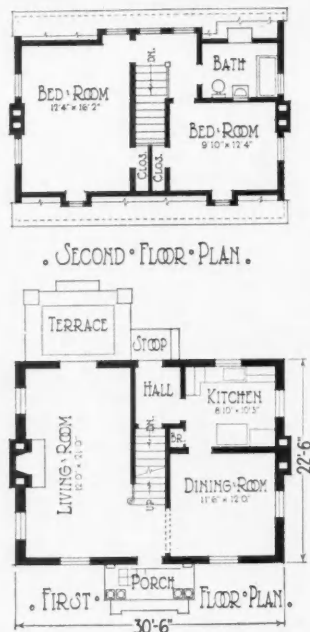 BATH
DN.
BED ROOM
12'4" x 16'2"
BED ROOM
9'10" x 12'4"
CLOS.
CLOS.
SECOND FLOOR PLAN.
TERRACE
STOOP
HALL
KITCHEN
8'10" x 10'3"
DN.
BR.
LIVING ROOM
12'0" x 21'0"
UP
DINING ROOM
11'6" x 12'0"
22'-6"
PORCH
FIRST FLOOR PLAN
30'-6"